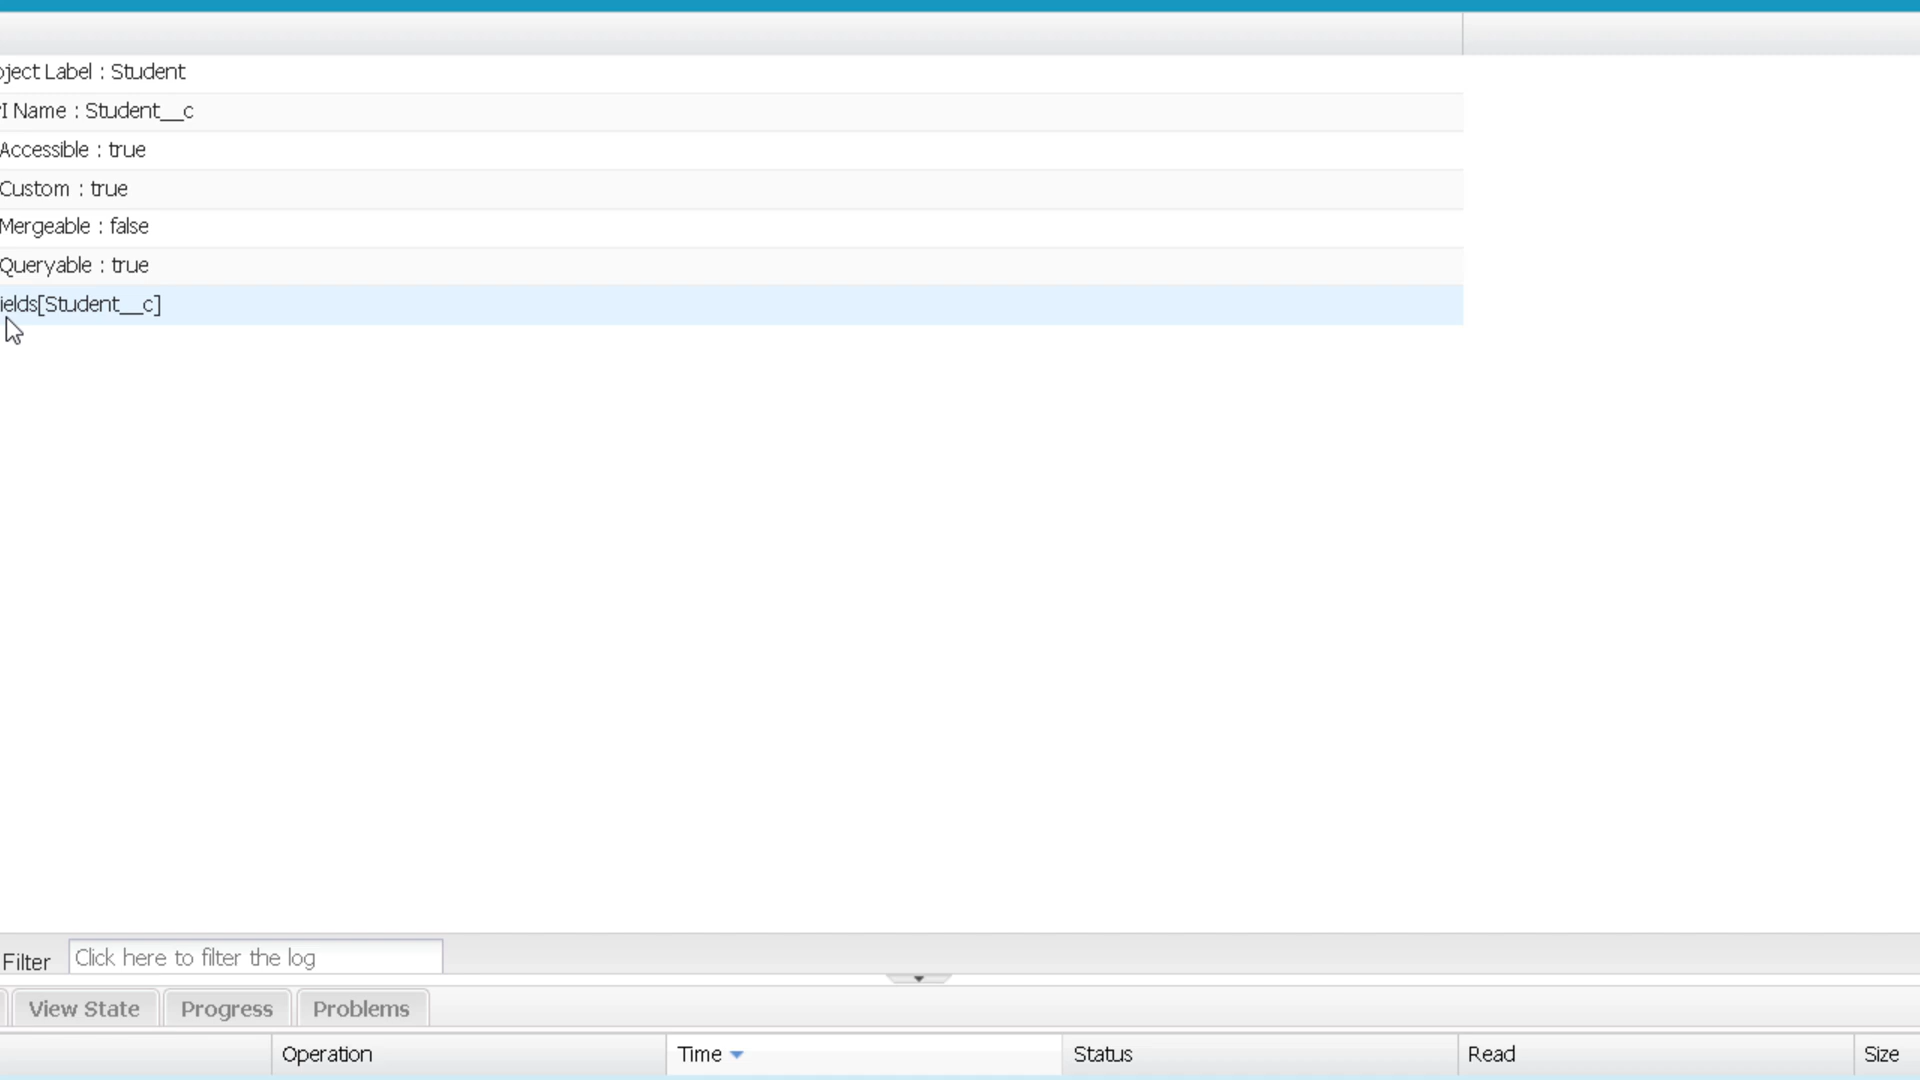 ject Label : Student
I Name : Student__c
Accessible : true
Custom : true
Mergeable : false
Queryable : true
ields[Student__c]
Filter Click here to filter the log
View State Progress Problems
Operation Time Status Read Size